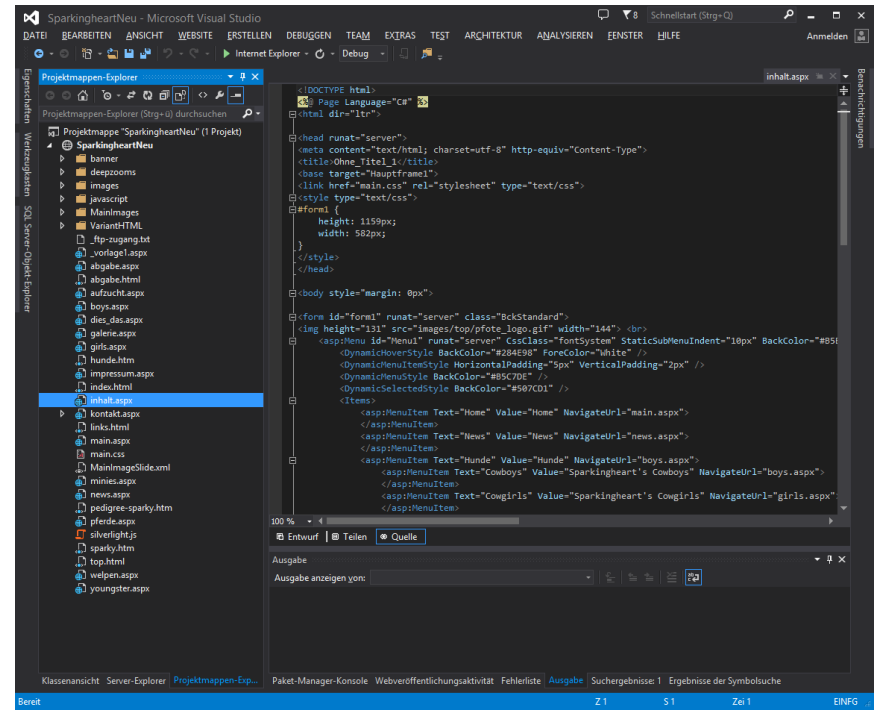 SparkingheartNeu - Microsoft Visual Studio
8 Schnellstart (Strg+Q)
DATEI BEARBEITEN ANSICHT WEBSITE ERSTELLEN DEBUGGEN TEAM EXTRAS TEST ARCHITEKTUR ANALYSIEREN FENSTER HILFE Anmelden
Internet Explorer Debug
Eigenschaften
Werkzeugkasten
SQL Server-Objekt-Explorer
Projektmappen-Explorer
Projektmappen-Explorer (Strg+ü) durchsuchen
Projektmappe "SparkingheartNeu" (1 Projekt)
SparkingheartNeu
banner
deepzooms
images
javascript
MainImages
VariantHTML
_ftp-zugang.txt
_vorlage1.aspx
abgabe.aspx
abgabe.html
aufzucht.aspx
boys.aspx
dies_das.aspx
galerie.aspx
girls.aspx
hunde.htm
impressum.aspx
index.html
inhalt.aspx
kontakt.aspx
links.html
main.aspx
main.css
MainImageSlide.xml
minies.aspx
news.aspx
pedigree-sparky.htm
pferde.aspx
silverlight.js
sparky.htm
top.html
welpen.aspx
youngster.aspx
Klassenansicht Server-Explorer Projektmappen-Exp...
inhalt.aspx
<!DOCTYPE html>
<%@ Page Language="C#" %>
<html dir="ltr">
<head runat="server">
<meta content="text/html; charset=utf-8" http-equiv="Content-Type">
<title>Ohne_Titel_1</title>
<base target="Hauptframe1">
<link href="main.css" rel="stylesheet" type="text/css">
<style type="text/css">
#form1 {
height: 1159px;
width: 582px;
}
</style>
</head>
<body style="margin: 0px">
<form id="form1" runat="server" class="BckStandard">
<img height="131" src="images/top/pfote_logo.gif" width="144"> <br>
<asp:Menu id="Menu1" runat="server" CssClass="fontSystem" StaticSubMenuIndent="10px" BackColor="#B5
<DynamicHoverStyle BackColor="#284E98" ForeColor="White" />
<DynamicMenuItemStyle HorizontalPadding="5px" VerticalPadding="2px" />
<DynamicMenuStyle BackColor="#B5C7DE" />
<DynamicSelectedStyle BackColor="#507CD1" />
<Items>
<asp:MenuItem Text="Home" Value="Home" NavigateUrl="main.aspx">
</asp:MenuItem>
<asp:MenuItem Text="News" Value="News" NavigateUrl="news.aspx">
</asp:MenuItem>
<asp:MenuItem Text="Hunde" Value="Hunde" NavigateUrl="boys.aspx">
<asp:MenuItem Text="Cowboys" Value="Sparkingheart's Cowboys" NavigateUrl="boys.aspx">
</asp:MenuItem>
<asp:MenuItem Text="Cowgirls" Value="Sparkingheart's Cowgirls" NavigateUrl="girls.aspx"
</asp:MenuItem>
100 %
Entwurf Teilen Quelle
Ausgabe
Ausgabe anzeigen von:
Paket-Manager-Konsole Webveröffentlichungsaktivität Fehlerliste Ausgabe Suchergebnisse 1 Ergebnisse der Symbolsuche
Benachrichtigungen
Bereit Z 1 S 1 Zei 1 EINFG